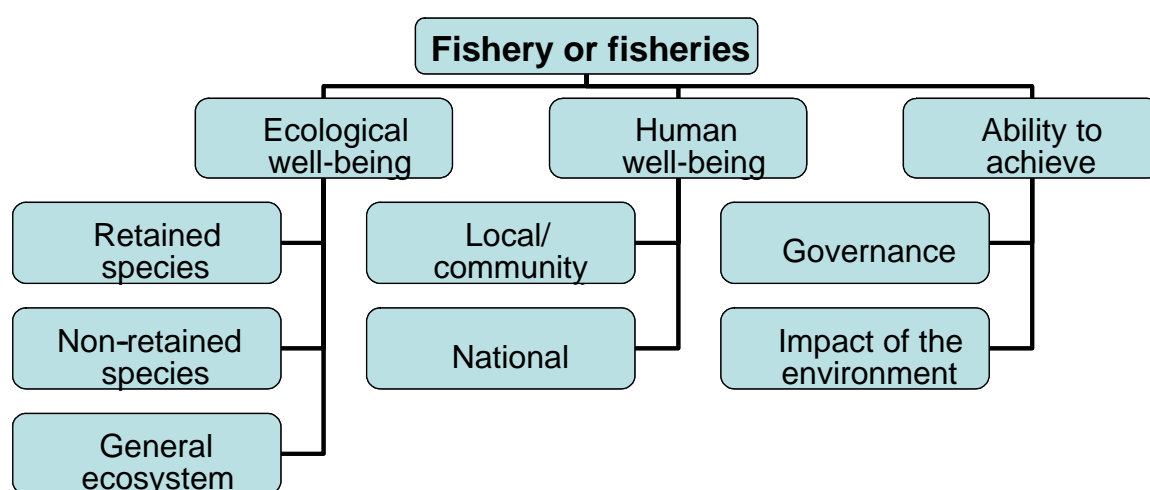 Fishery or fisheries
Ecological
well-being
Human
well-being
Ability to
achieve
Retained
species
Local/
community
Governance
Non-retained
species
National
Impact of the
environment
General
ecosystem